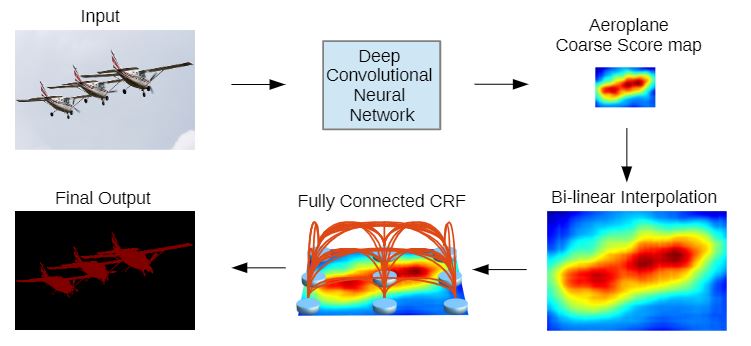 Input
Deep
Convolutional
Neural
Network
Aeroplane
Coarse Score map
Bi-linear Interpolation
Fully Connected CRF
Final Output